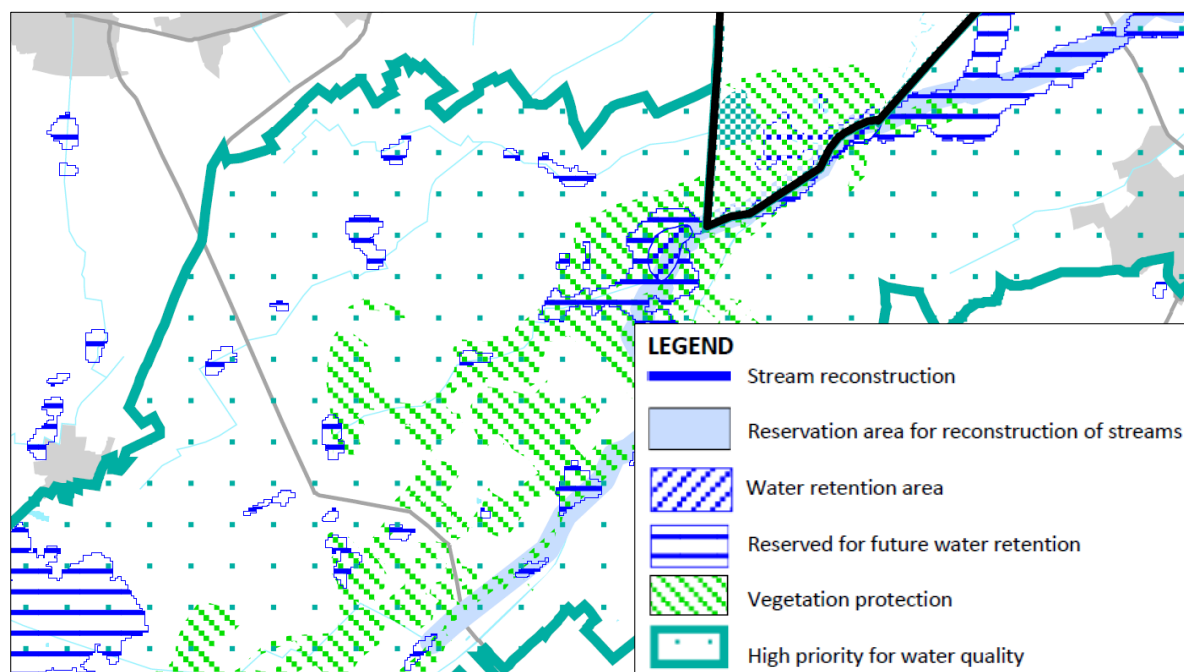 LEGEND
Stream reconstruction
Reservation area for reconstruction of streams
Water retention area
Reserved for future water retention
Vegetation protection
High priority for water quality